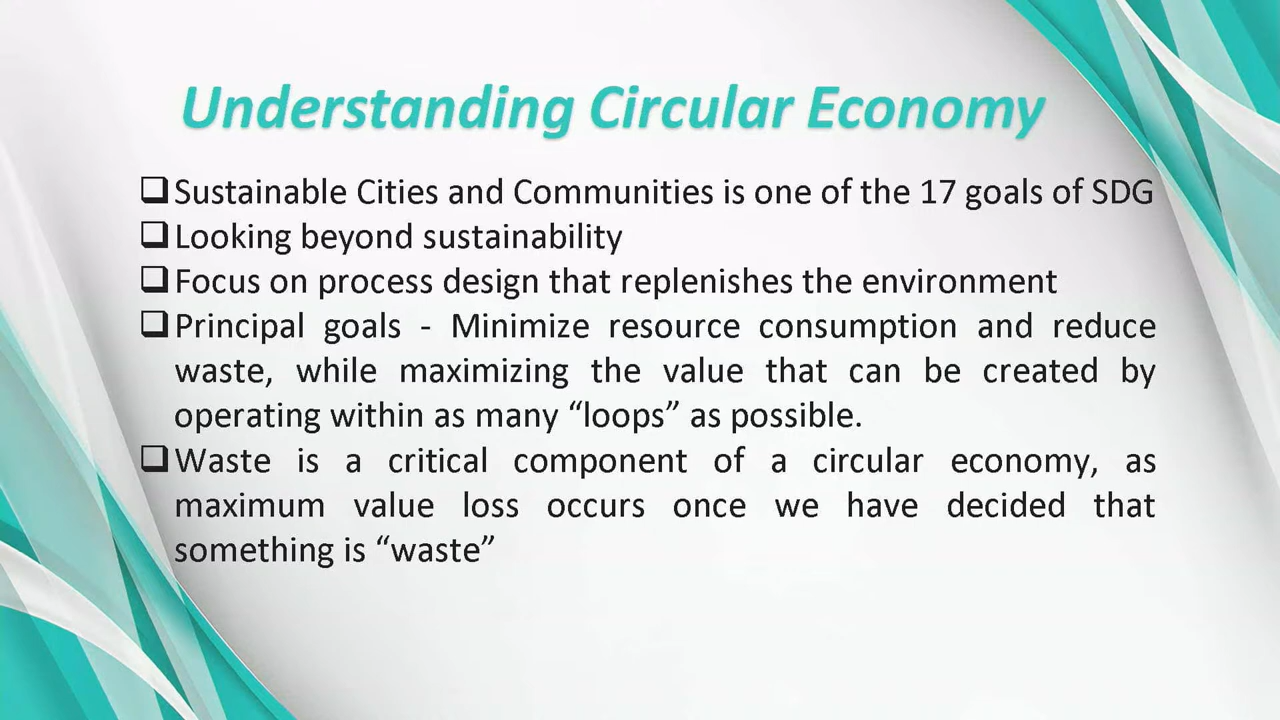 Understanding Circular Economy
❑Sustainable Cities and Communities is one of the 17 goals of SDG
❑Looking beyond sustainability
❑Focus on process design that replenishes the environment
❑Principal goals - Minimize resource consumption and reduce
waste, while maximizing the value that can be created by
operating within as many “loops” as possible.
❑Waste is a critical component of a circular economy, as
maximum value loss occurs once we have decided that
something is “waste”